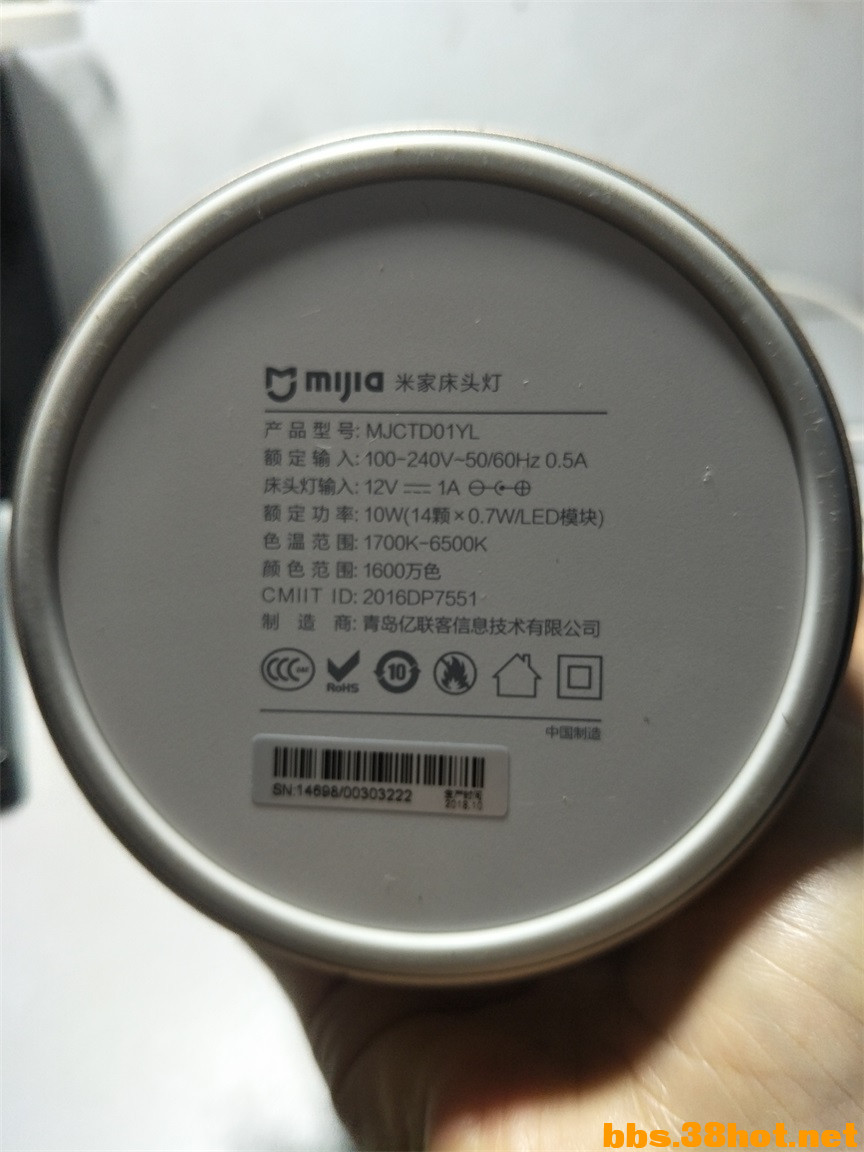 mijia 米家床头灯
产品型号: MJCTD01YL
额定输入: 100-240V~50/60Hz 0.5A
床头灯输入: 12V⎓1A
额定功率: 10W(14颗×0.7W/LED模块)
色温范围: 1700K-6500K
颜色范围: 1600万色
CMIIT ID: 2016DP7551
制造商: 青岛亿联客信息技术有限公司
RoHS 10
中国制造
SN:14698/00303222
生产时间
2018.10
bbs.38hot.net